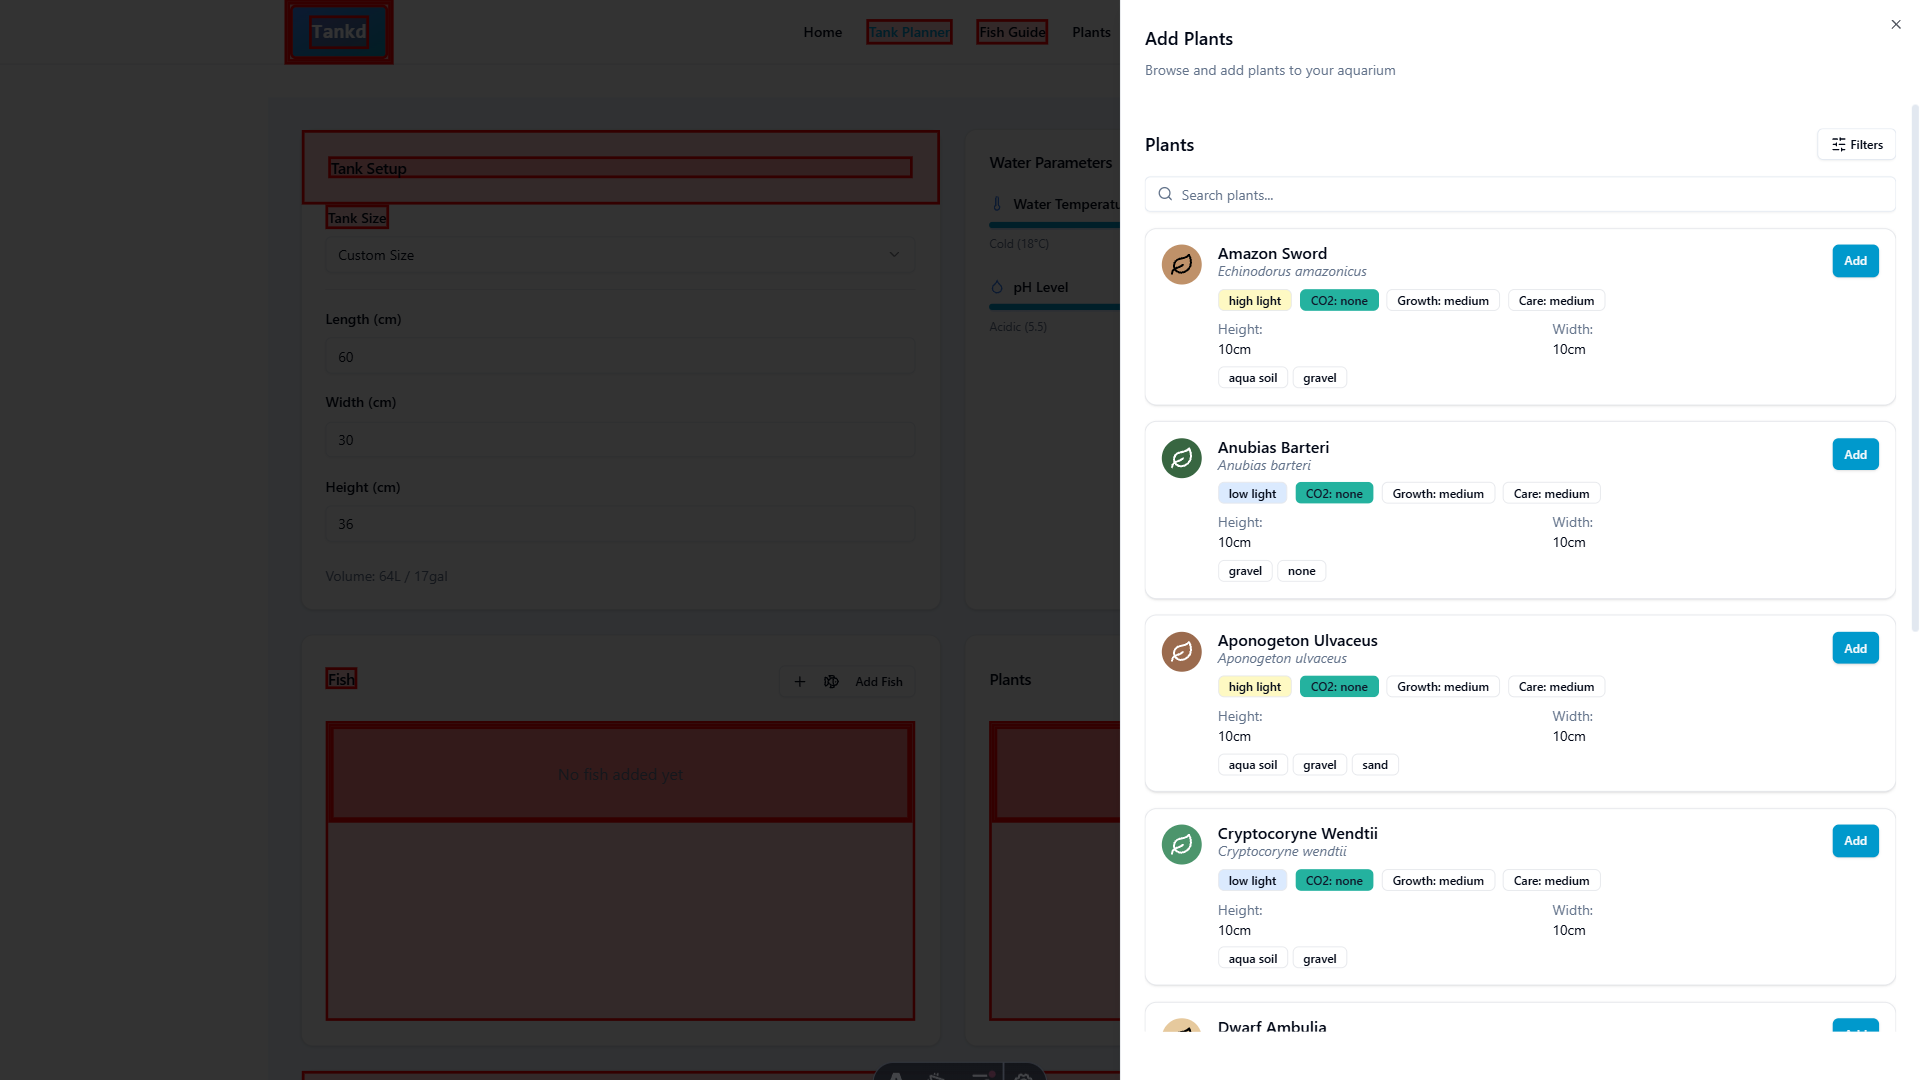 Tankd
Home
Tank Planner
Fish Guide
Plants
Tank Setup
Tank Size
Custom Size
Length (cm)
60
Width (cm)
30
Height (cm)
36
Volume: 64L / 17gal
Water Parameters
Water Temperatu
Cold (18°C)
pH Level
Acidic (5.5)
Fish
Add Fish
No fish added yet
Plants
Add Plants
Browse and add plants to your aquarium
Plants
Filters
Search plants...
Amazon Sword
Add
Echinodorus amazonicus
high light CO2: none Growth: medium Care: medium
Height: Width:
10cm 10cm
aqua soil gravel
Anubias Barteri
Add
Anubias barteri
low light CO2: none Growth: medium Care: medium
Height: Width:
10cm 10cm
gravel none
Aponogeton Ulvaceus
Add
Aponogeton ulvaceus
high light CO2: none Growth: medium Care: medium
Height: Width:
10cm 10cm
aqua soil gravel sand
Cryptocoryne Wendtii
Add
Cryptocoryne wendtii
low light CO2: none Growth: medium Care: medium
Height: Width:
10cm 10cm
aqua soil gravel
Dwarf Ambulia